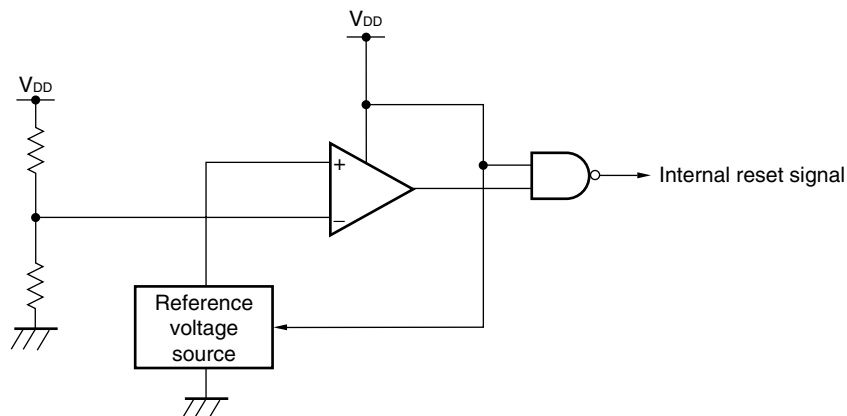 VDD
VDD
+
−
Internal reset signal
Reference
voltage
source